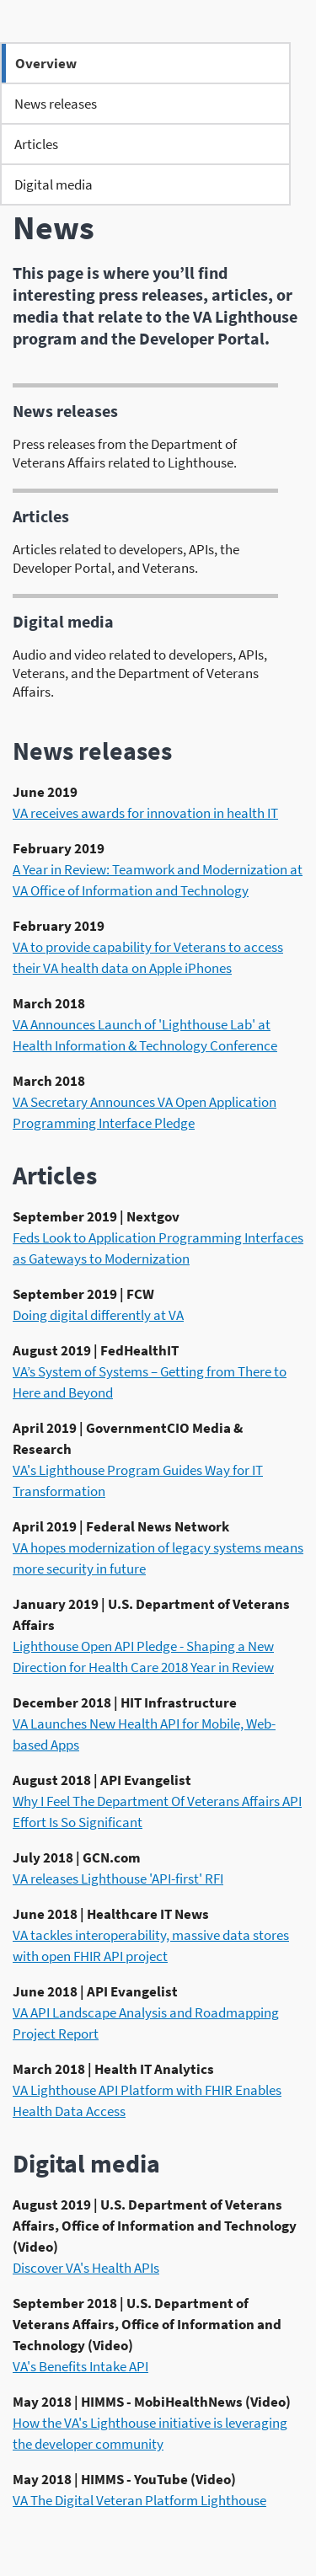 Overview
News releases
Articles
Digital media
News
This page is where you’ll find
interesting press releases, articles, or
media that relate to the VA Lighthouse
program and the Developer Portal.
News releases
Press releases from the Department of
Veterans Affairs related to Lighthouse.
Articles
Articles related to developers, APIs, the
Developer Portal, and Veterans.
Digital media
Audio and video related to developers, APIs,
Veterans, and the Department of Veterans
Affairs.
News releases
June 2019
VA receives awards for innovation in health IT
February 2019
A Year in Review: Teamwork and Modernization at
VA Office of Information and Technology
February 2019
VA to provide capability for Veterans to access
their VA health data on Apple iPhones
March 2018
VA Announces Launch of 'Lighthouse Lab' at
Health Information & Technology Conference
March 2018
VA Secretary Announces VA Open Application
Programming Interface Pledge
Articles
September 2019 | Nextgov
Feds Look to Application Programming Interfaces
as Gateways to Modernization
September 2019 | FCW
Doing digital differently at VA
August 2019 | FedHealthIT
VA’s System of Systems – Getting from There to
Here and Beyond
April 2019 | GovernmentCIO Media &
Research
VA's Lighthouse Program Guides Way for IT
Transformation
April 2019 | Federal News Network
VA hopes modernization of legacy systems means
more security in future
January 2019 | U.S. Department of Veterans
Affairs
Lighthouse Open API Pledge - Shaping a New
Direction for Health Care 2018 Year in Review
December 2018 | HIT Infrastructure
VA Launches New Health API for Mobile, Web-
based Apps
August 2018 | API Evangelist
Why I Feel The Department Of Veterans Affairs API
Effort Is So Significant
July 2018 | GCN.com
VA releases Lighthouse 'API-first' RFI
June 2018 | Healthcare IT News
VA tackles interoperability, massive data stores
with open FHIR API project
June 2018 | API Evangelist
VA API Landscape Analysis and Roadmapping
Project Report
March 2018 | Health IT Analytics
VA Lighthouse API Platform with FHIR Enables
Health Data Access
Digital media
August 2019 | U.S. Department of Veterans
Affairs, Office of Information and Technology
(Video)
Discover VA's Health APIs
September 2018 | U.S. Department of
Veterans Affairs, Office of Information and
Technology (Video)
VA's Benefits Intake API
May 2018 | HIMMS - MobiHealthNews (Video)
How the VA's Lighthouse initiative is leveraging
the developer community
May 2018 | HIMMS - YouTube (Video)
VA The Digital Veteran Platform Lighthouse